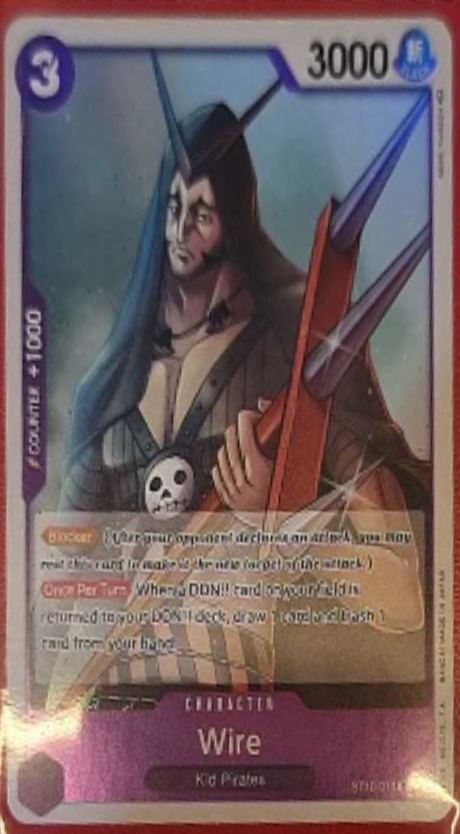 3
3000
斬
SLASH
COUNTER +1000
Blocker (After your opponent declares an attack, you may
rest this card to make it the new target of the attack.)
Once Per Turn When a DON!! card on your field is
returned to your DON!! deck, draw 1 card and trash 1
card from your hand.
CHARACTER
Wire
Kid Pirates